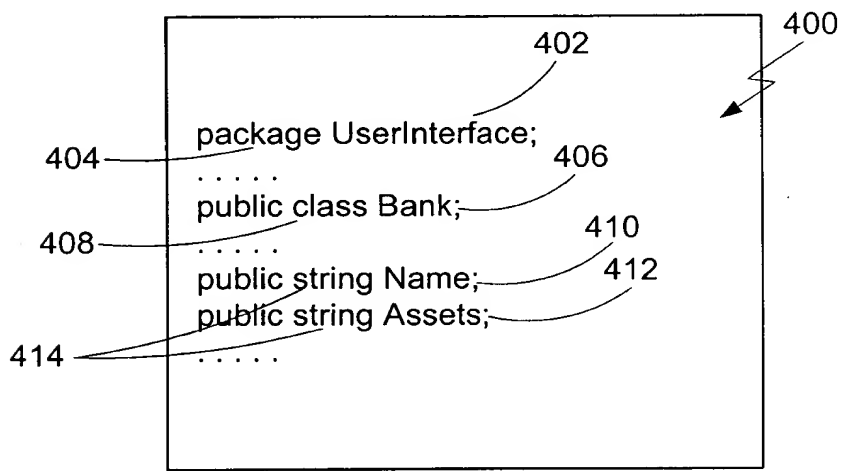 402
400
package UserInterface;
404
. . . . .
406
public class Bank;
408
. . . . .
410
public string Name;
412
public string Assets;
414
. . . . .